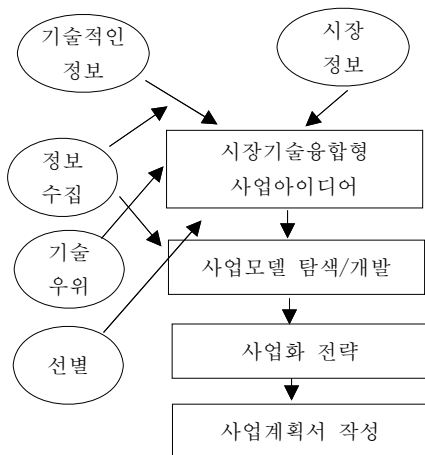 기술적인
정보
시장
정보
시장기술융합형
사업아이디어
정보
수집
기술
우위
사업모델 탐색/개발
선별
사업화 전략
사업계획서 작성